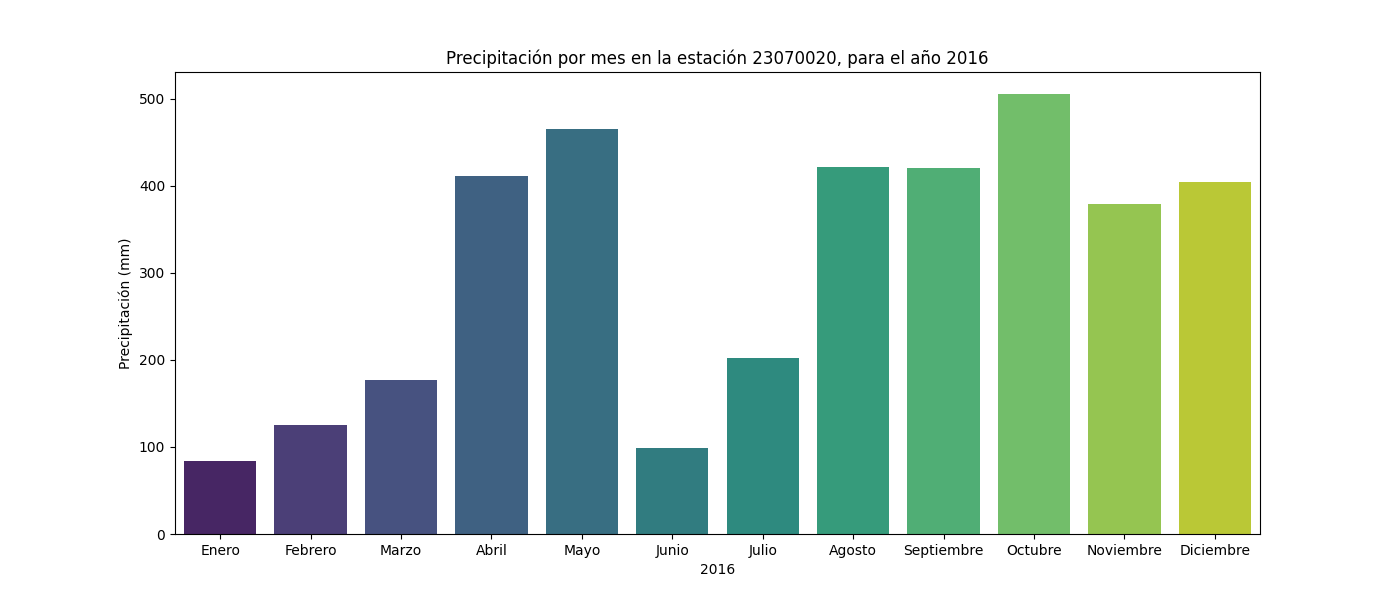 Precipitación por mes en la estación 23070020, para el año 2016
500
400
300
200
100
0
Precipitación (mm)
Enero Febrero Marzo Abril Mayo Junio Julio Agosto Septiembre Octubre Noviembre Diciembre
2016